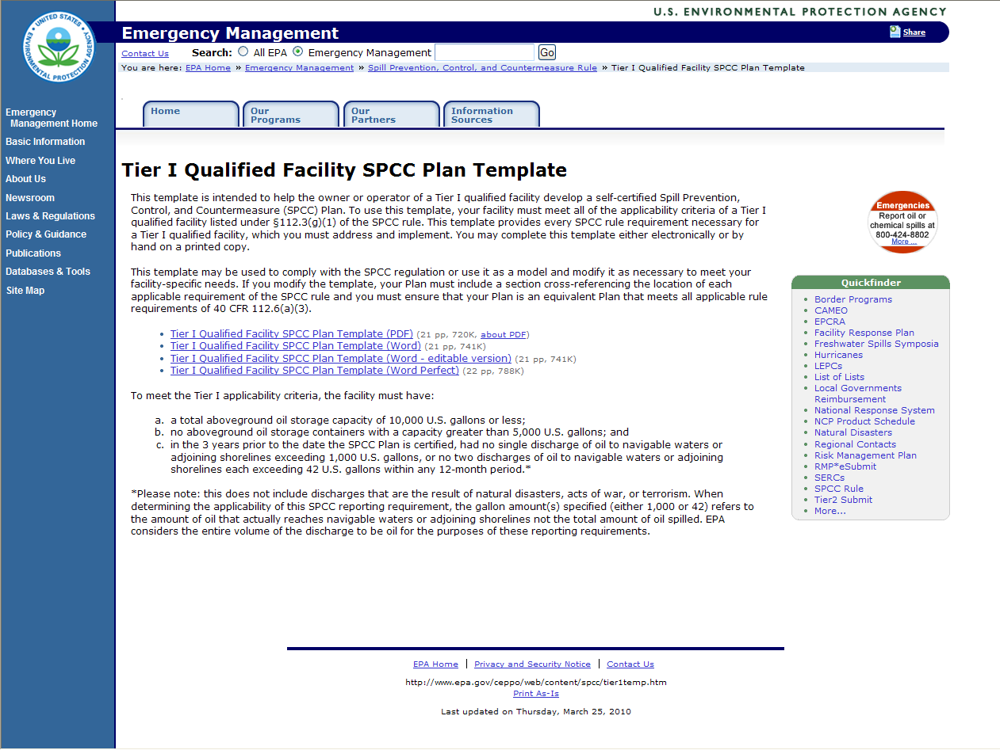 U.S. ENVIRONMENTAL PROTECTION AGENCY
UNITED STATES
ENVIRONMENTAL PROTECTION AGENCY
Emergency Management
Share
Contact Us
Search: All EPA Emergency Management Go
You are here: EPA Home » Emergency Management » Spill Prevention, Control, and Countermeasure Rule » Tier I Qualified Facility SPCC Plan Template
Emergency
Management Home
Basic Information
Where You Live
About Us
Newsroom
Laws & Regulations
Policy & Guidance
Publications
Databases & Tools
Site Map
Home
Our
Programs
Our
Partners
Information
Sources
Tier I Qualified Facility SPCC Plan Template
This template is intended to help the owner or operator of a Tier I qualified facility develop a self-certified Spill Prevention,
Control, and Countermeasure (SPCC) Plan. To use this template, your facility must meet all of the applicability criteria of a Tier I
qualified facility listed under §112.3(g)(1) of the SPCC rule. This template provides every SPCC rule requirement necessary for
a Tier I qualified facility, which you must address and implement. You may complete this template either electronically or by
hand on a printed copy.
This template may be used to comply with the SPCC regulation or use it as a model and modify it as necessary to meet your
facility-specific needs. If you modify the template, your Plan must include a section cross-referencing the location of each
applicable requirement of the SPCC rule and you must ensure that your Plan is an equivalent Plan that meets all applicable rule
requirements of 40 CFR 112.6(a)(3).
• Tier I Qualified Facility SPCC Plan Template (PDF) (21 pp, 720K, about PDF)
• Tier I Qualified Facility SPCC Plan Template (Word) (21 pp, 741K)
• Tier I Qualified Facility SPCC Plan Template (Word - editable version) (21 pp, 741K)
• Tier I Qualified Facility SPCC Plan Template (Word Perfect) (22 pp, 788K)
To meet the Tier I applicability criteria, the facility must have:
a. a total aboveground oil storage capacity of 10,000 U.S. gallons or less;
b. no aboveground oil storage containers with a capacity greater than 5,000 U.S. gallons; and
c. in the 3 years prior to the date the SPCC Plan is certified, had no single discharge of oil to navigable waters or
adjoining shorelines exceeding 1,000 U.S. gallons, or no two discharges of oil to navigable waters or adjoining
shorelines each exceeding 42 U.S. gallons within any 12-month period.*
*Please note: this does not include discharges that are the result of natural disasters, acts of war, or terrorism. When
determining the applicability of this SPCC reporting requirement, the gallon amount(s) specified (either 1,000 or 42) refers to
the amount of oil that actually reaches navigable waters or adjoining shorelines not the total amount of oil spilled. EPA
considers the entire volume of the discharge to be oil for the purposes of these reporting requirements.
Emergencies
Report oil or
chemical spills at
800-424-8802
More ...
Quickfinder
• Border Programs
• CAMEO
• EPCRA
• Facility Response Plan
• Freshwater Spills Symposia
• Hurricanes
• LEPCs
• List of Lists
• Local Governments
Reimbursement
• National Response System
• NCP Product Schedule
• Natural Disasters
• Regional Contacts
• Risk Management Plan
• RMP*eSubmit
• SERCs
• SPCC Rule
• Tier2 Submit
• More...
EPA Home | Privacy and Security Notice | Contact Us
http://www.epa.gov/ceppo/web/content/spcc/tier1temp.htm
Print As-Is
Last updated on Thursday, March 25, 2010